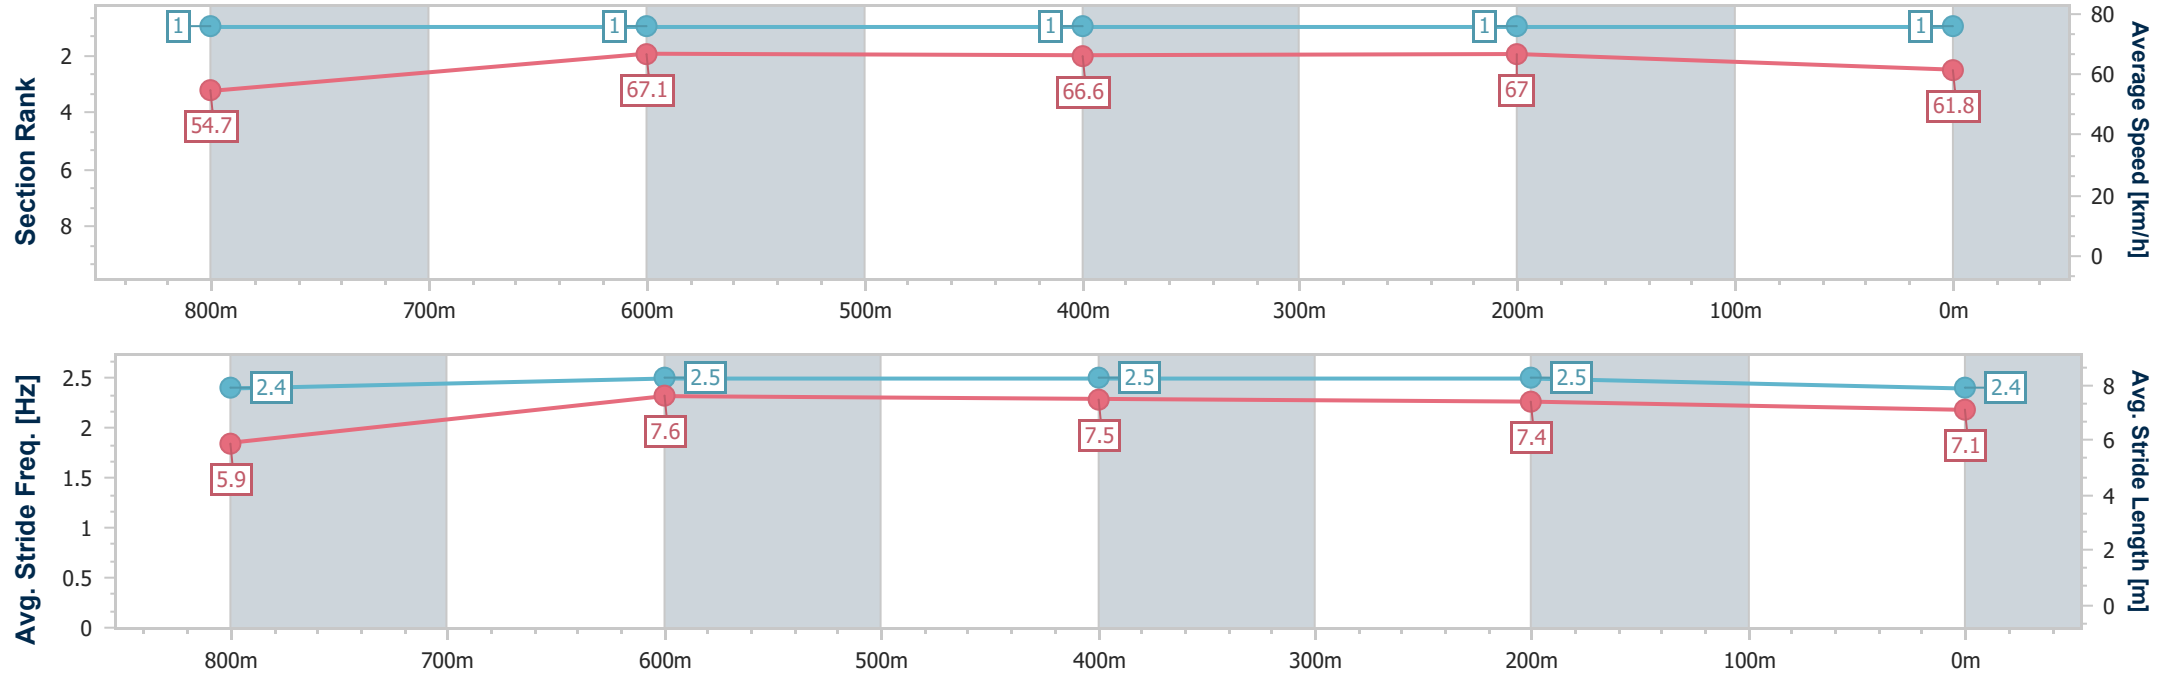 Section Rank
2
4
6
8
1
1
1
1
1
54.7
67.1
66.6
67
61.8
80
60
40
20
0
Average Speed [km/h]
800m
700m
600m
500m
400m
300m
200m
100m
0m
Avg. Stride Freq. [Hz]
2.5
2
1.5
1
0.5
0
2.4
2.5
2.5
2.5
2.4
5.9
7.6
7.5
7.4
7.1
8
6
4
2
0
Avg. Stride Length [m]
800m
700m
600m
500m
400m
300m
200m
100m
0m